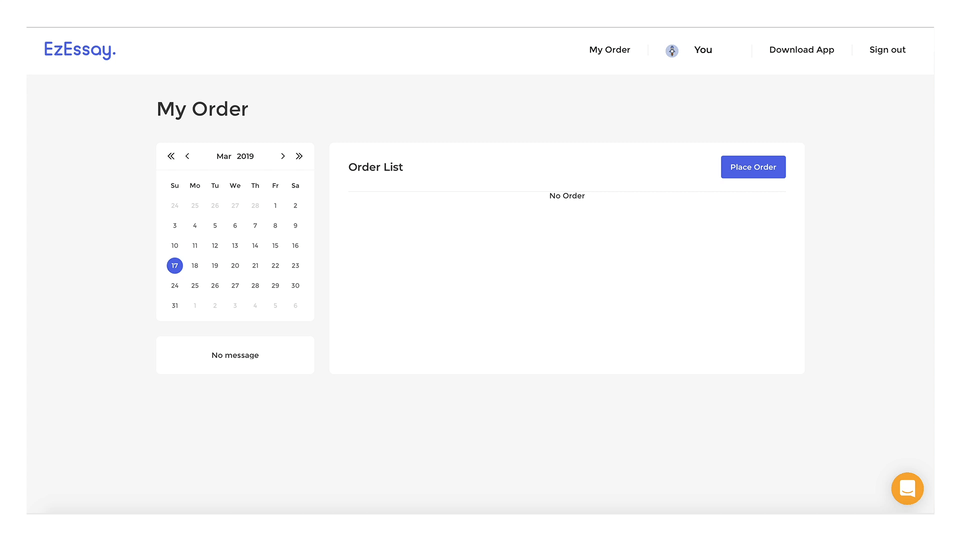 EzEssay.
My Order
You
Download App
Sign out
My Order
Mar 2019
Su Mo Tu We Th Fr Sa
24 25 26 27 28 1 2
3 4 5 6 7 8 9
10 11 12 13 14 15 16
17 18 19 20 21 22 23
24 25 26 27 28 29 30
31 1 2 3 4 5 6
No message
Order List
Place Order
No Order